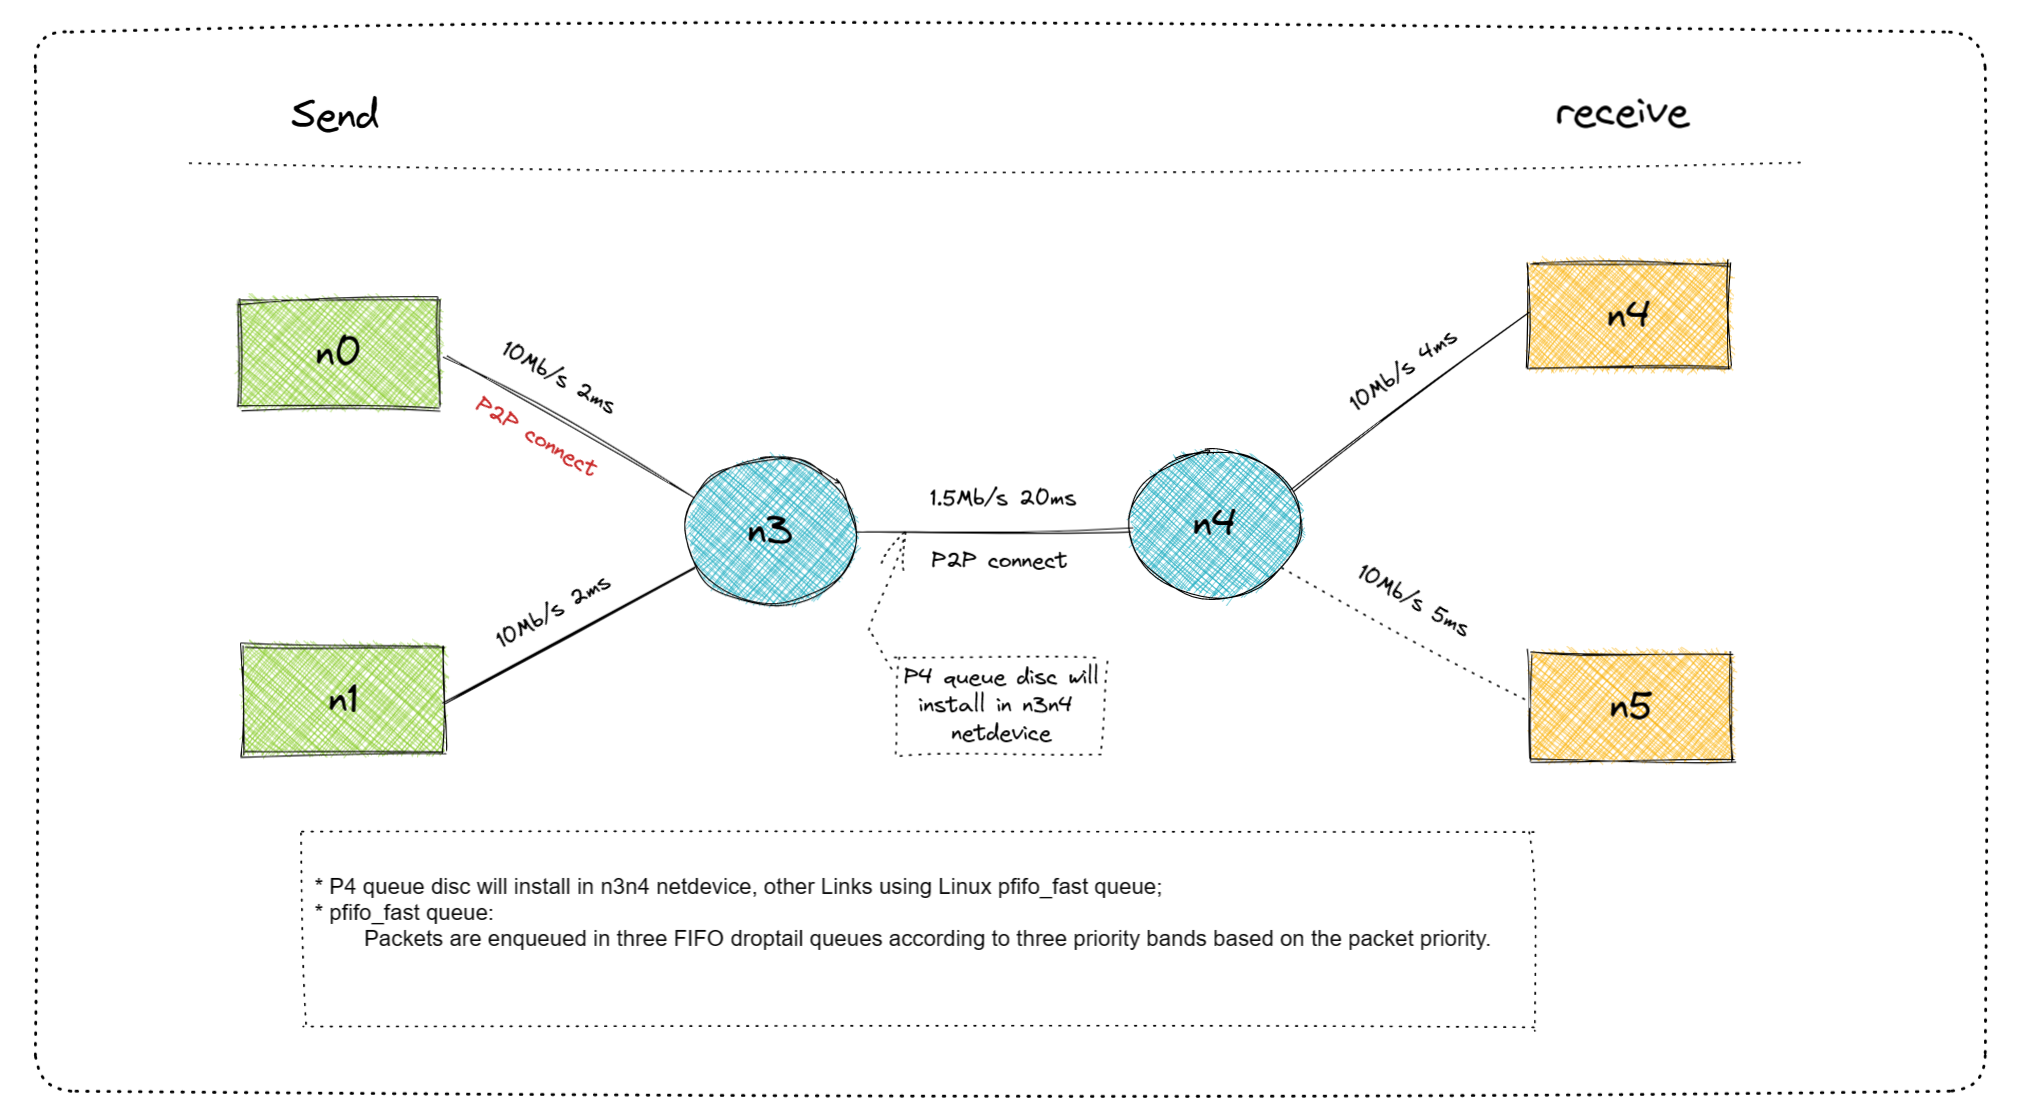 Send
receive
n0
10Mb/s 2ms
P2P connect
n4
10Mb/s 4ms
n3
1.5Mb/s 20ms
P2P connect
n4
n1
10Mb/s 2ms
10Mb/s 5ms
n5
P4 queue disc will
install in n3n4
netdevice
* P4 queue disc will install in n3n4 netdevice, other Links using Linux pfifo_fast queue;
* pfifo_fast queue:
Packets are enqueued in three FIFO droptail queues according to three priority bands based on the packet priority.